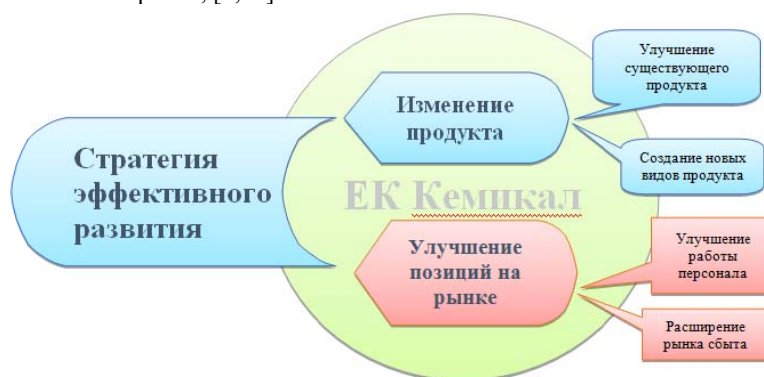 Стратегия
эффективного
развития
Изменение
продукта
ЕК Кемикал
Улучшение
позиций на
рынке
Улучшение
существующего
продукта
Создание новых
видов продукта
Улучшение
работы
персонала
Расширение
рынка сбыта